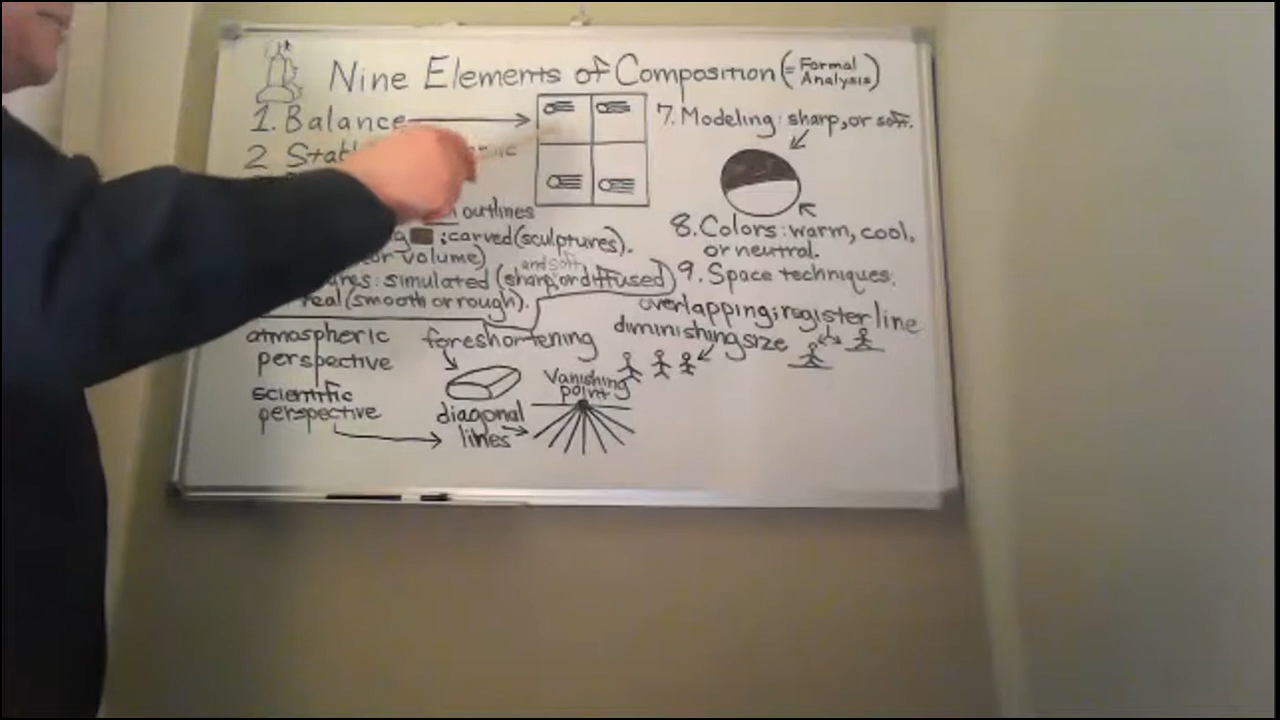 Nine Elements of Composition (= Formal Analysis)
1. Balance
2
outlines
: carved (sculptures).
or volume)
: simulated (sharp, or diffused)
and soft
real (smooth or rough).
7. Modeling: sharp, or soft.
8. Colors: warm, cool,
or neutral.
9. Space techniques:
overlapping; register line
diminishing size
atmospheric
perspective
scientific
perspective
foreshortening
diagonal
lines
Vanishing
point